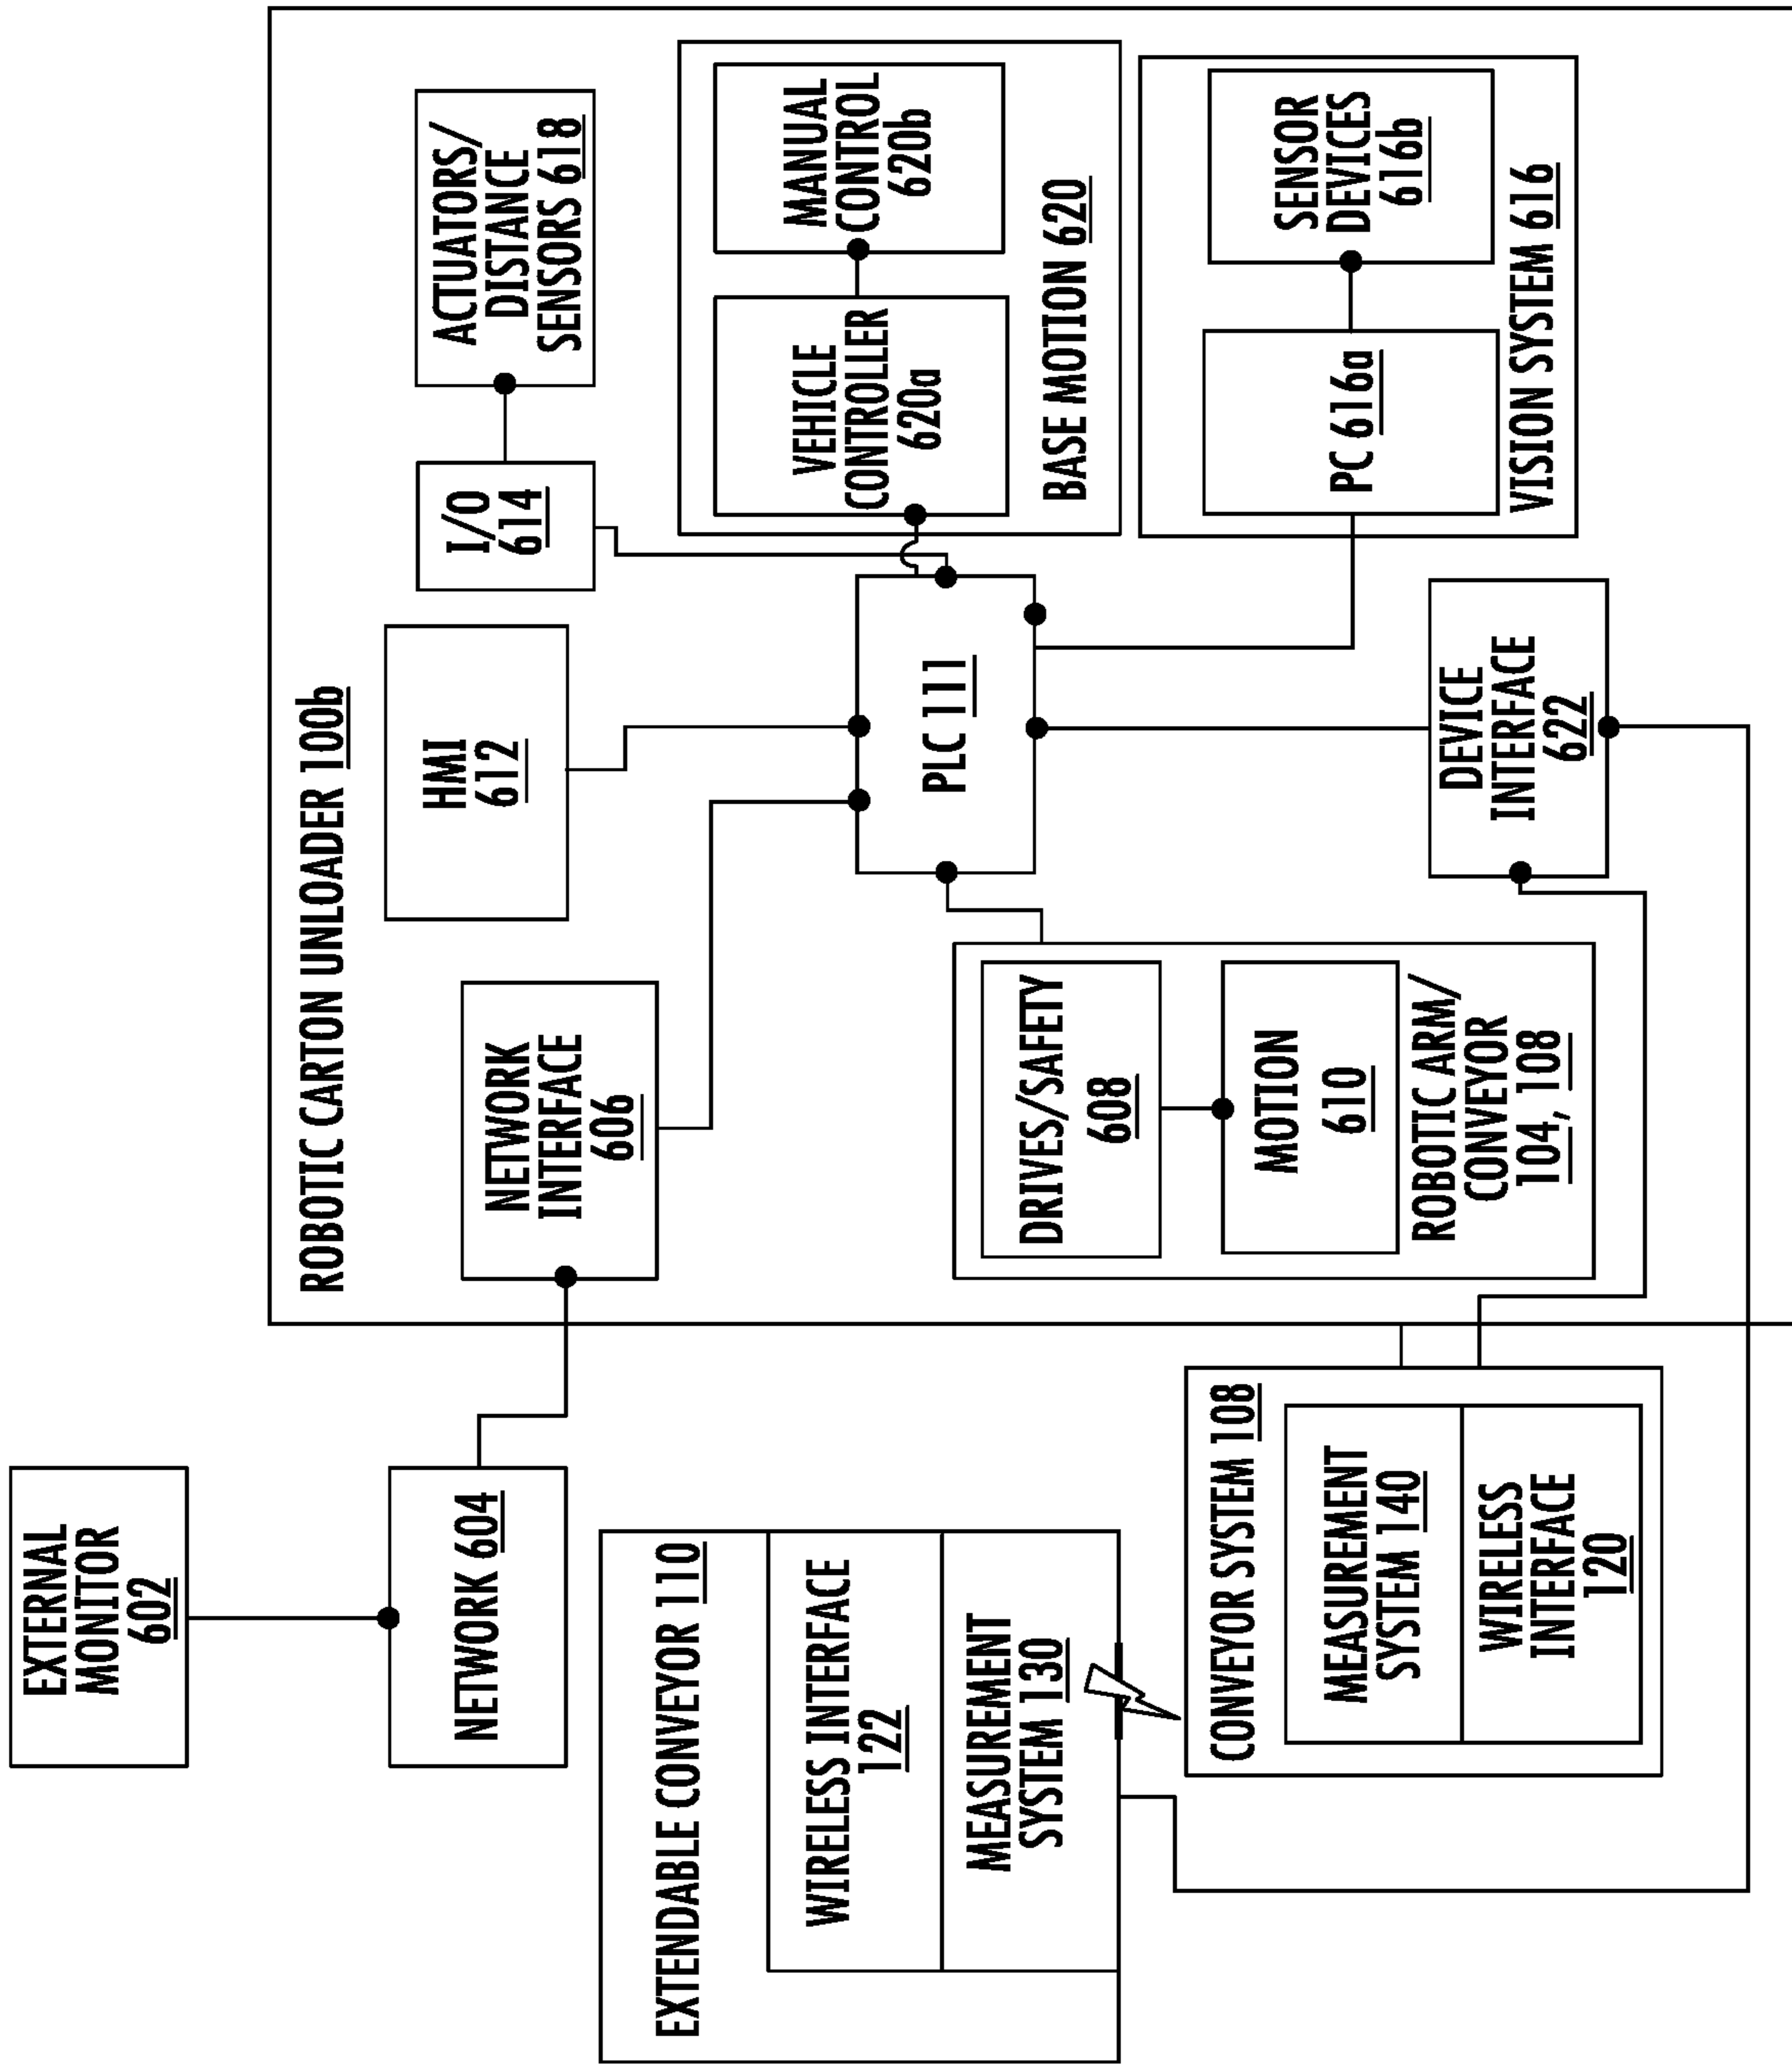 EXTERNAL
MONITOR
602
NETWORK 604
EXTENDABLE CONVEYOR 110
WIRELESS INTERFACE
122
MEASUREMENT
SYSTEM 130
CONVEYOR SYSTEM 108
MEASUREMENT
SYSTEM 140
WIRELESS
INTERFACE
120
ROBOTIC CARTON UNLOADER 100b
NETWORK
INTERFACE
606
HMI
612
I/O
614
ACTUATORS/
DISTANCE
SENSORS 618
DRIVES/SAFETY
608
MOTION
610
ROBOTIC ARM/
CONVEYOR
104, 108
PLC 111
VEHICLE
CONTROLLER
620a
MANUAL
CONTROL
620b
BASE MOTION 620
DEVICE
INTERFACE
622
PC 616a
SENSOR
DEVICES
616b
VISION SYSTEM 616